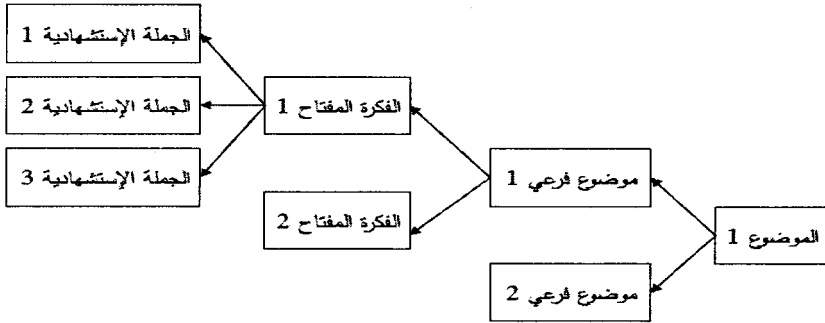 الموضوع 1
موضوع فرعي 1
موضوع فرعي 2
الفكرة المفتاح 1
الفكرة المفتاح 2
الجملة الإستشهادية 1
الجملة الإستشهادية 2
الجملة الإستشهادية 3